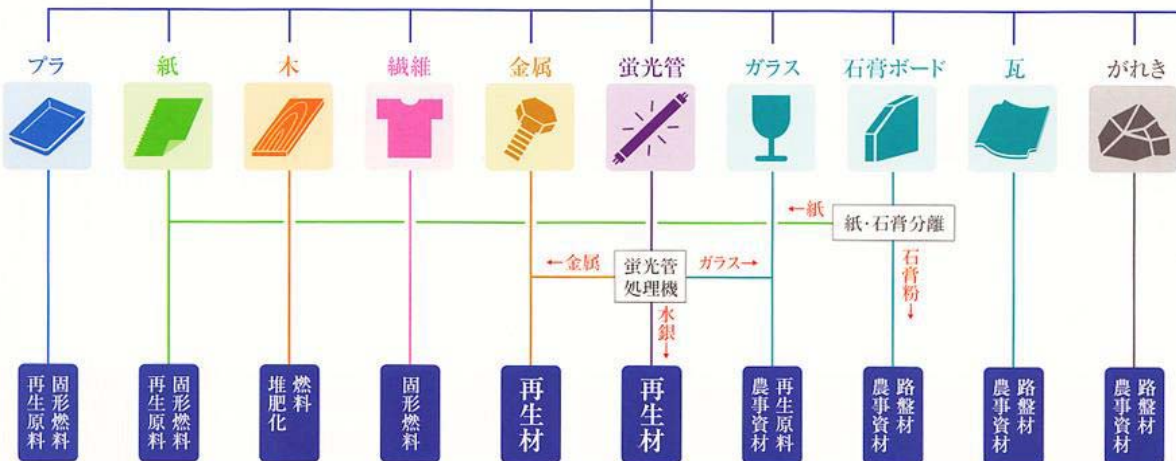 プラ
紙
木
繊維
金属
蛍光管
ガラス
石膏ボード
瓦
がれき
←紙
紙・石膏分離
←金属
蛍光管
処理機
ガラス→
石膏粉→
水銀→
固形燃料
再生原料
固形燃料
再生原料
燃料
堆肥化
固形燃料
再生材
再生材
再生原料
農事資材
路盤材
農事資材
路盤材
農事資材
路盤材
農事資材